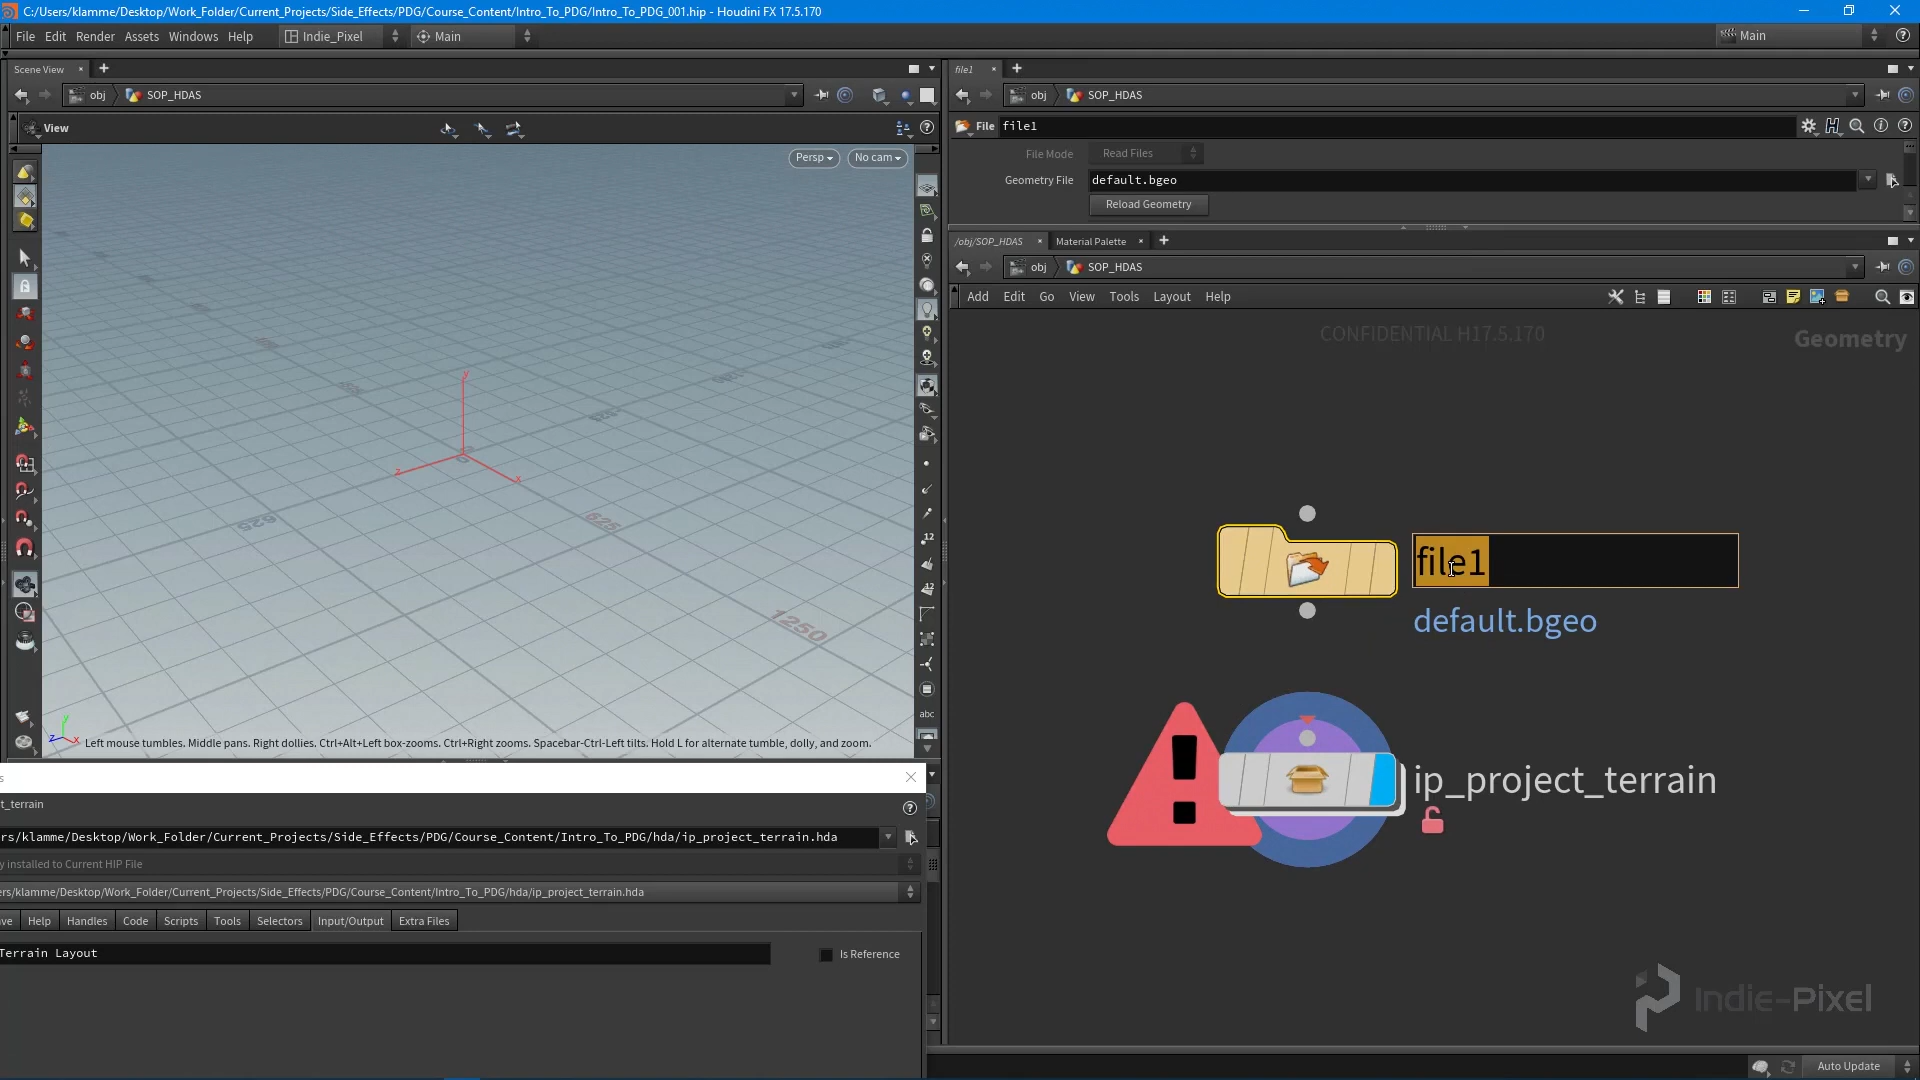 C:/Users/klamme/Desktop/Work_Folder/Current_Projects/Side_Effects/PDG/Course_Content/Intro_To_PDG/Intro_To_PDG_001.hip - Houdini FX 17.5.170
File Edit Render Assets Windows Help Indie_Pixel Main Main
Scene View
obj SOP_HDAS
View
Persp No cam
1250
625
625
y
z
x
12
12
abc
y
z
x
Left mouse tumbles. Middle pans. Right dollies. Ctrl+Alt+Left box-zooms. Ctrl+Right zooms. Spacebar-Ctrl-Left tilts. Hold L for alternate tumble, dolly, and zoom.
file1
obj SOP_HDAS
File file1
File Mode Read Files
Geometry File default.bgeo
Reload Geometry
/obj/SOP_HDAS Material Palette
obj SOP_HDAS
Add Edit Go View Tools Layout Help
CONFIDENTIAL H17.5.170
Geometry
file1
default.bgeo
ip_project_terrain
s
t_terrain
rs/klamme/Desktop/Work_Folder/Current_Projects/Side_Effects/PDG/Course_Content/Intro_To_PDG/hda/ip_project_terrain.hda
y installed to Current HIP File
ers/klamme/Desktop/Work_Folder/Current_Projects/Side_Effects/PDG/Course_Content/Intro_To_PDG/hda/ip_project_terrain.hda
ve Help Handles Code Scripts Tools Selectors Input/Output Extra Files
Terrain Layout
Is Reference
Indie-Pixel
Auto Update